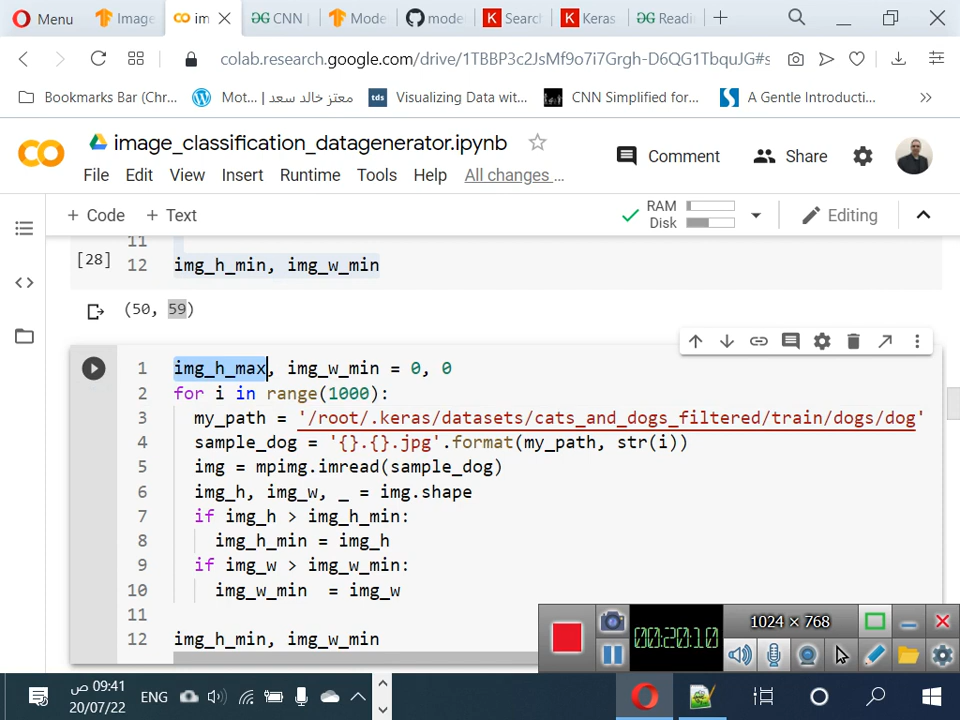 Menu
Image
im
CNN
Mode
mode
Searc
Keras
Readi
colab.research.google.com/drive/1TBBP3c2JsMf9o7i7Grgh-D6QG1TbquJG#s
Bookmarks Bar (Chr...
Mot... | معتز خالد سعد
tds
Visualizing Data wit...
CNN Simplified for...
A Gentle Introducti...
image_classification_datagenerator.ipynb
Comment
Share
File Edit View Insert Runtime Tools Help All changes ...
+ Code + Text
RAM
Disk
Editing
11
[28]
12 img_h_min, img_w_min
(50, 59)
1 img_h_max, img_w_min = 0, 0
2 for i in range(1000):
3 my_path = '/root/.keras/datasets/cats_and_dogs_filtered/train/dogs/dog'
4 sample_dog = '{}.{}.jpg'.format(my_path, str(i))
5 img = mpimg.imread(sample_dog)
6 img_h, img_w, _ = img.shape
7 if img_h > img_h_min:
8 img_h_min = img_h
9 if img_w > img_w_min:
10 img_w_min = img_w
11
12 img_h_min, img_w_min
1024 × 768
00:20:10
09:41 ص
20/07/22
ENG